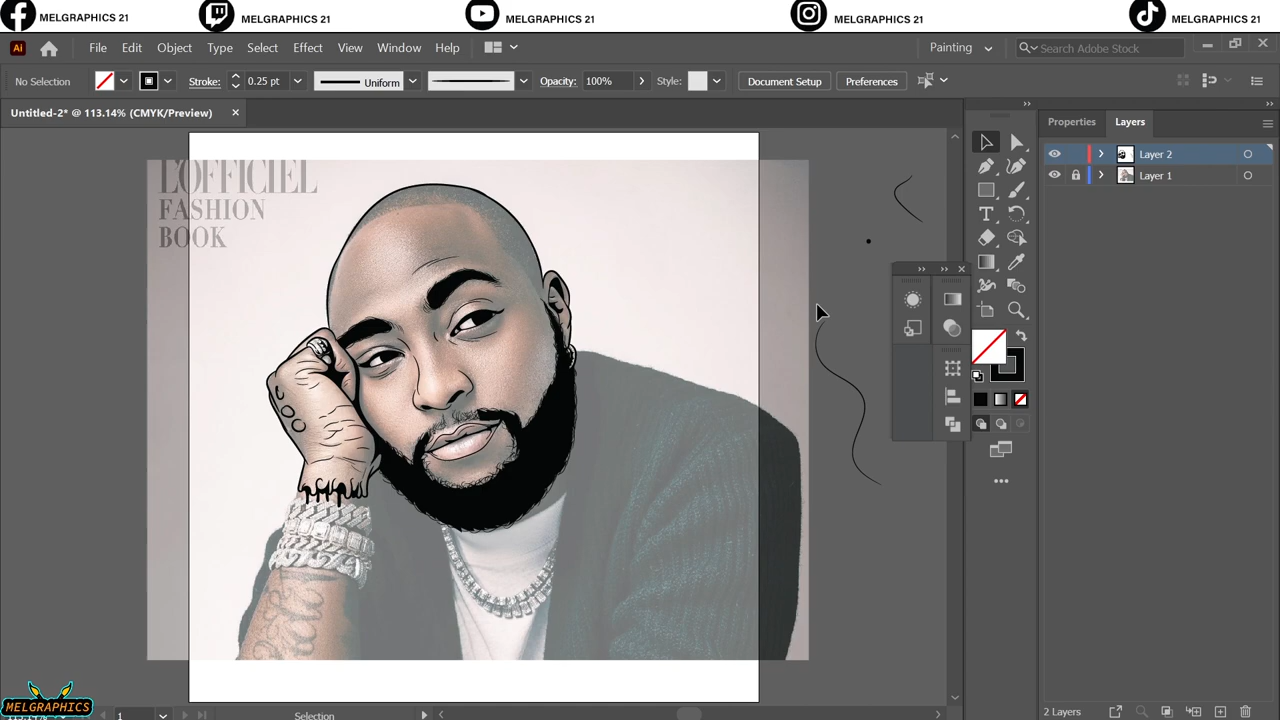 MELGRAPHICS 21
MELGRAPHICS 21
MELGRAPHICS 21
MELGRAPHICS 21
MELGRAPHICS 21
Ai File Edit Object Type Select Effect View Window Help Painting Search Adobe Stock
No Selection Stroke: 0.25 pt Uniform Opacity: 100% Style: Document Setup Preferences
Untitled-2* @ 113.14% (CMYK/Preview)
Properties Layers
Layer 2
Layer 1
L'OFFICIEL
FASHION
BOOK
MELGRAPHICS
1 Selection
2 Layers